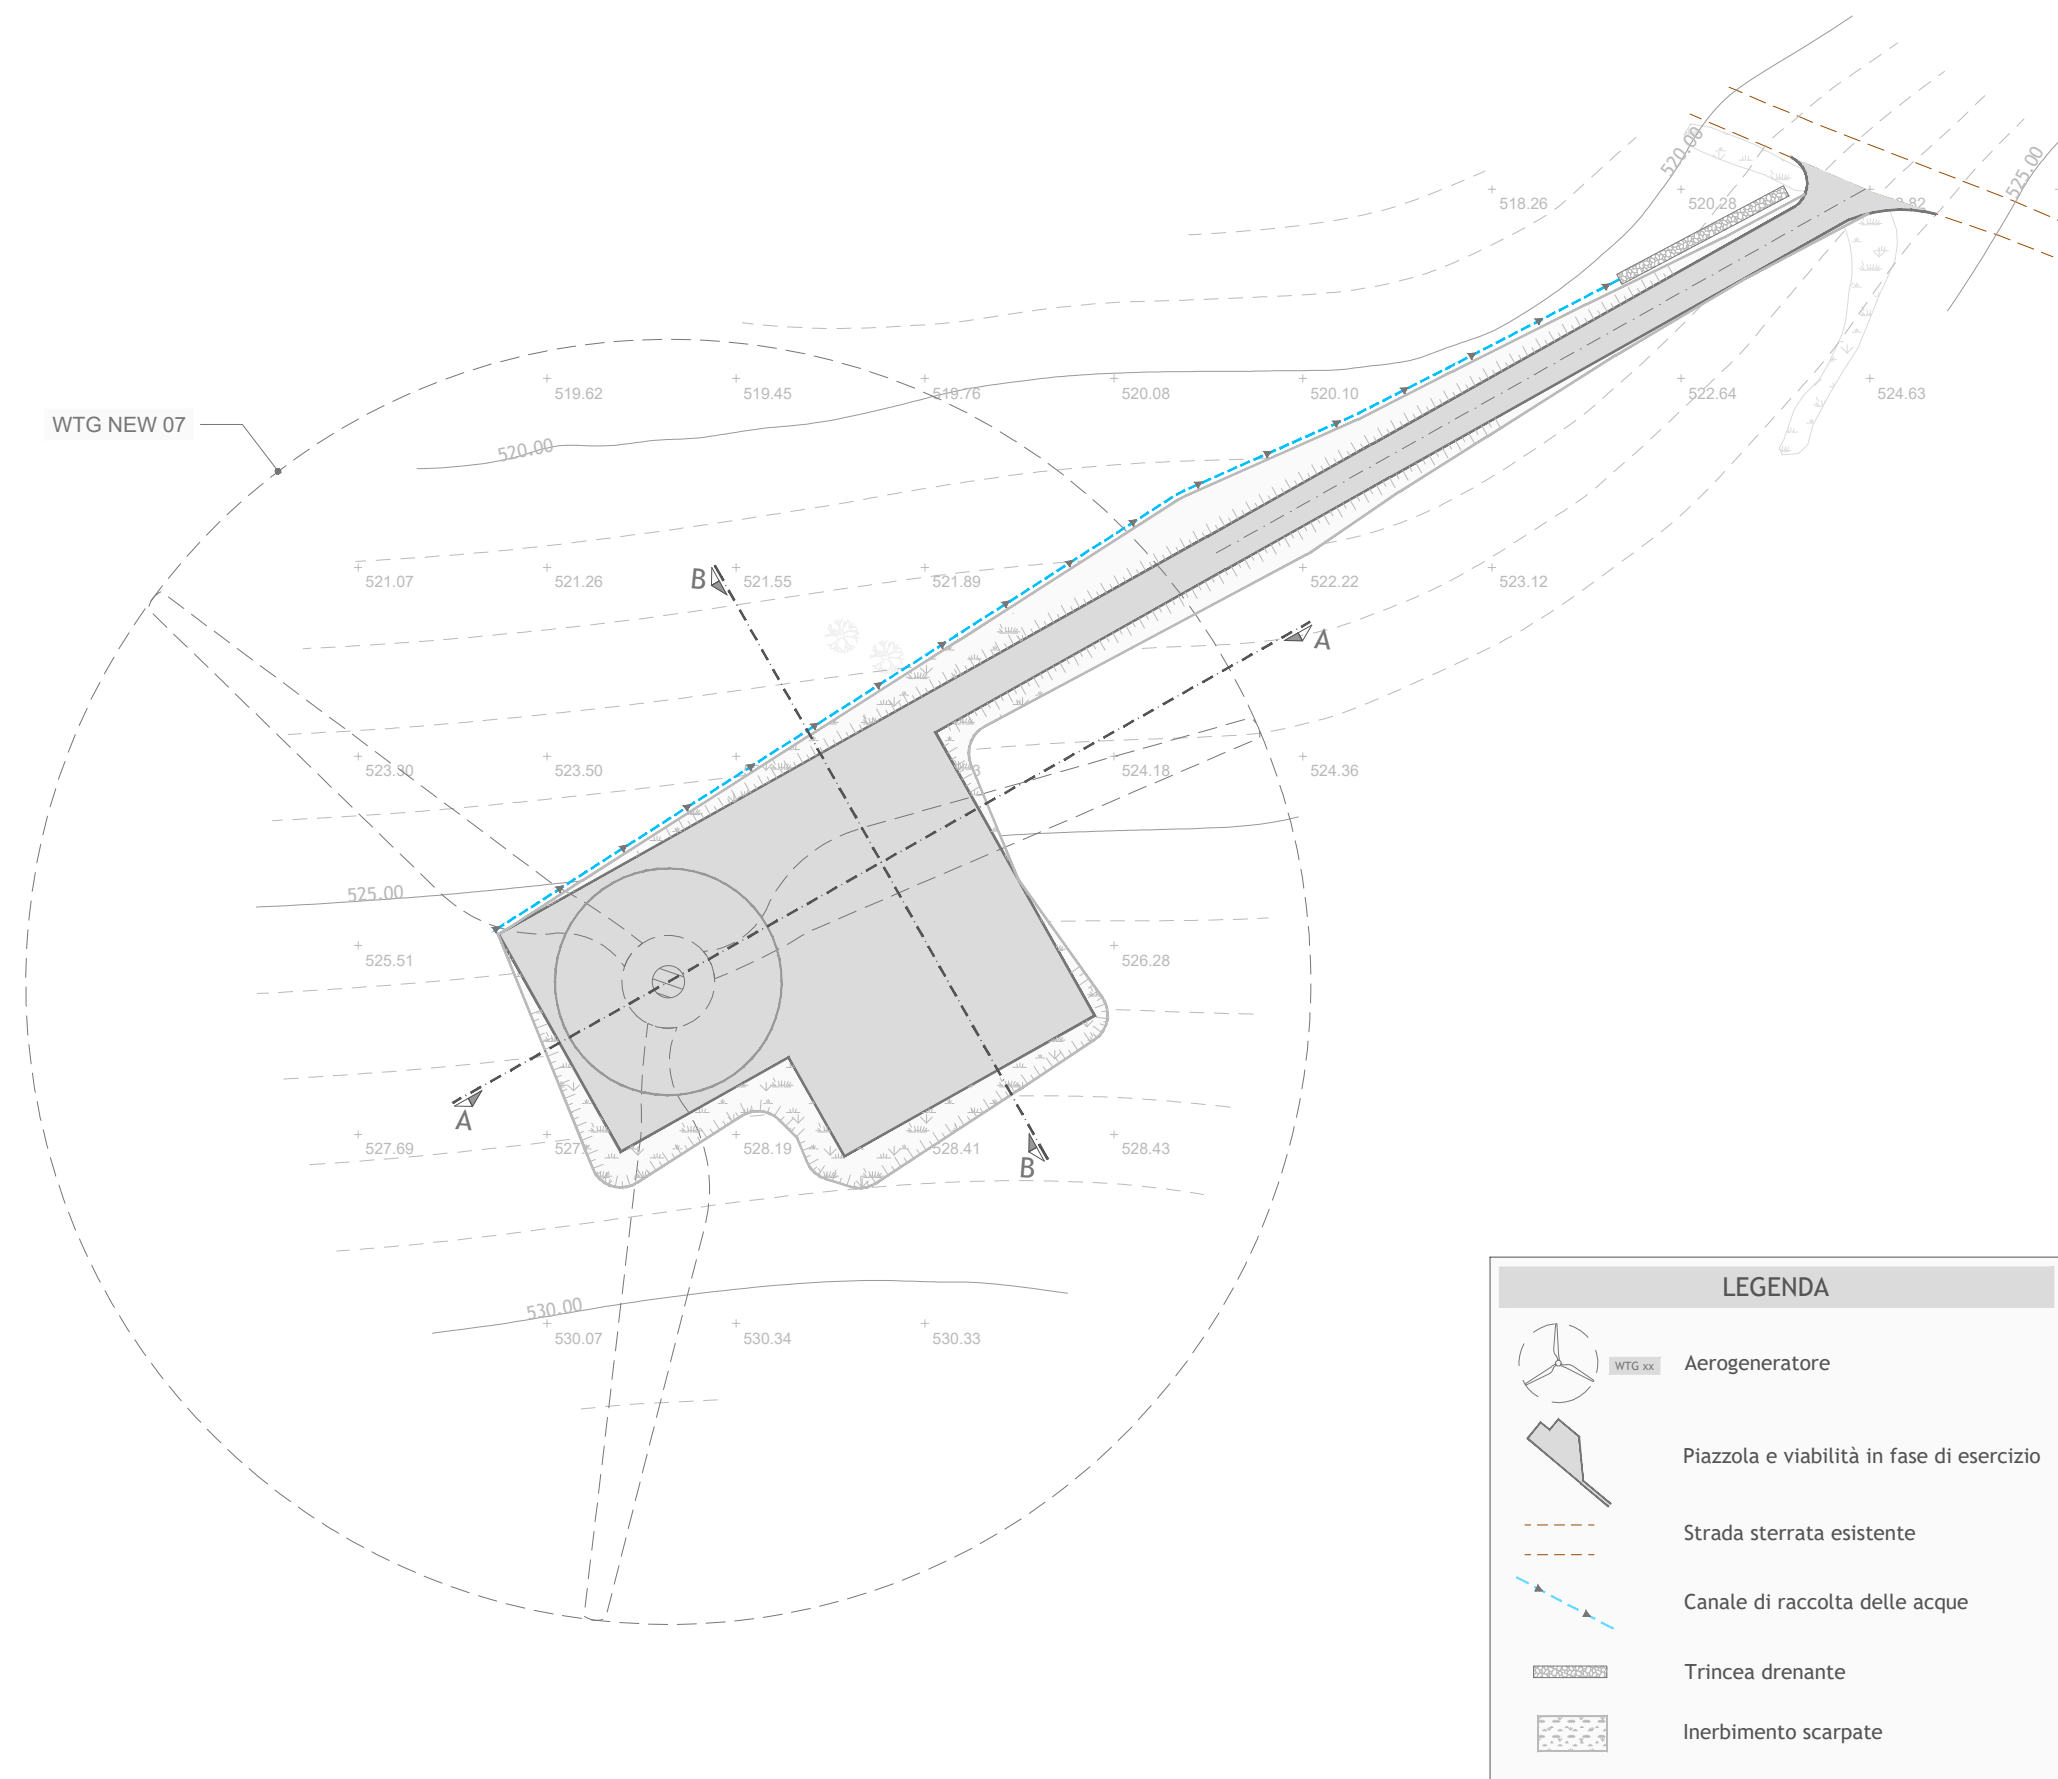 520.00
525.00
518.26
520.28
.82
519.62
519.45
519.76
520.08
520.10
522.64
524.63
WTG NEW 07
520.00
521.07
521.26
B
521.55
521.89
522.22
523.12
A
523.30
523.50
524.18
524.36
525.00
525.51
526.28
A
527.69
527.
528.19
528.41
B
528.43
530.00
530.07
530.34
530.33
LEGENDA
WTG xx
Aerogeneratore
Piazzola e viabilità in fase di esercizio
Strada sterrata esistente
Canale di raccolta delle acque
Trincea drenante
Inerbimento scarpate